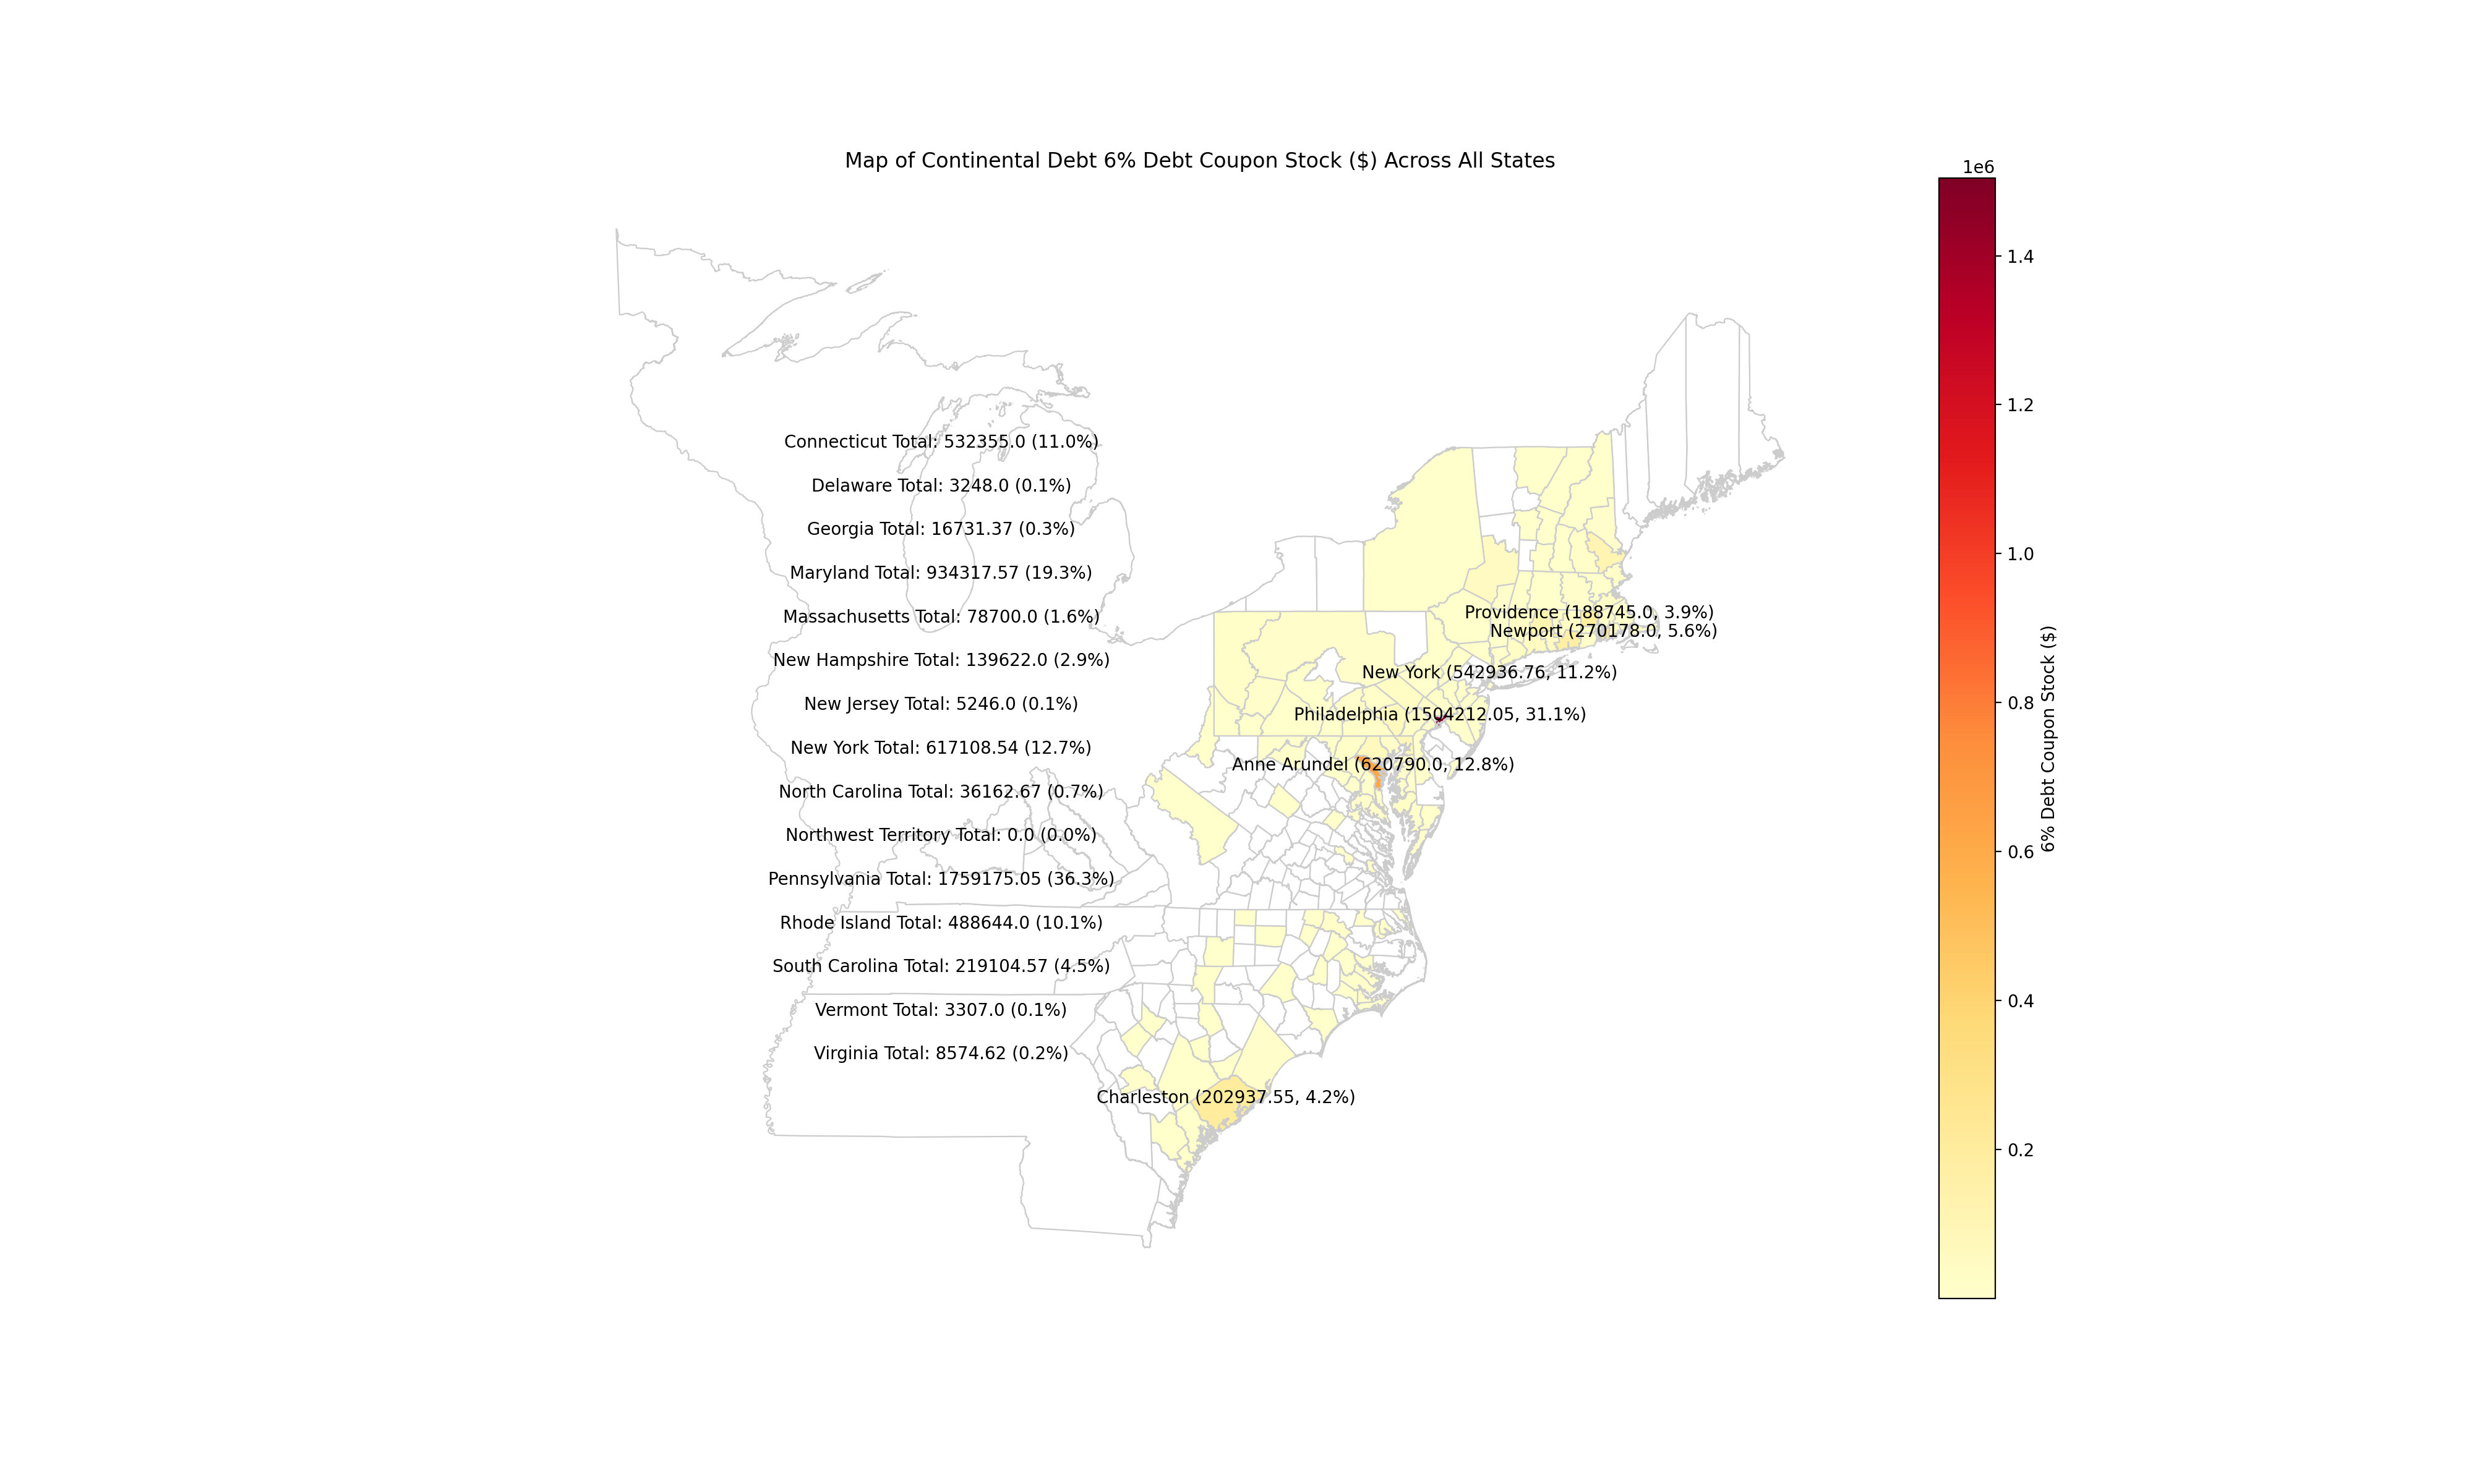 Map of Continental Debt 6% Debt Coupon Stock ($) Across All States
1e6
1.4
1.2
1.0
0.8
0.6
0.4
0.2
6% Debt Coupon Stock ($)
Connecticut Total: 532355.0 (11.0%)
Delaware Total: 3248.0 (0.1%)
Georgia Total: 16731.37 (0.3%)
Maryland Total: 934317.57 (19.3%)
Massachusetts Total: 78700.0 (1.6%)
New Hampshire Total: 139622.0 (2.9%)
New Jersey Total: 5246.0 (0.1%)
New York Total: 617108.54 (12.7%)
North Carolina Total: 36162.67 (0.7%)
Northwest Territory Total: 0.0 (0.0%)
Pennsylvania Total: 1759175.05 (36.3%)
Rhode Island Total: 488644.0 (10.1%)
South Carolina Total: 219104.57 (4.5%)
Vermont Total: 3307.0 (0.1%)
Virginia Total: 8574.62 (0.2%)
Providence (188745.0, 3.9%)
Newport (270178.0, 5.6%)
New York (542936.76, 11.2%)
Philadelphia (1504212.05, 31.1%)
Anne Arundel (620790.0, 12.8%)
Charleston (202937.55, 4.2%)